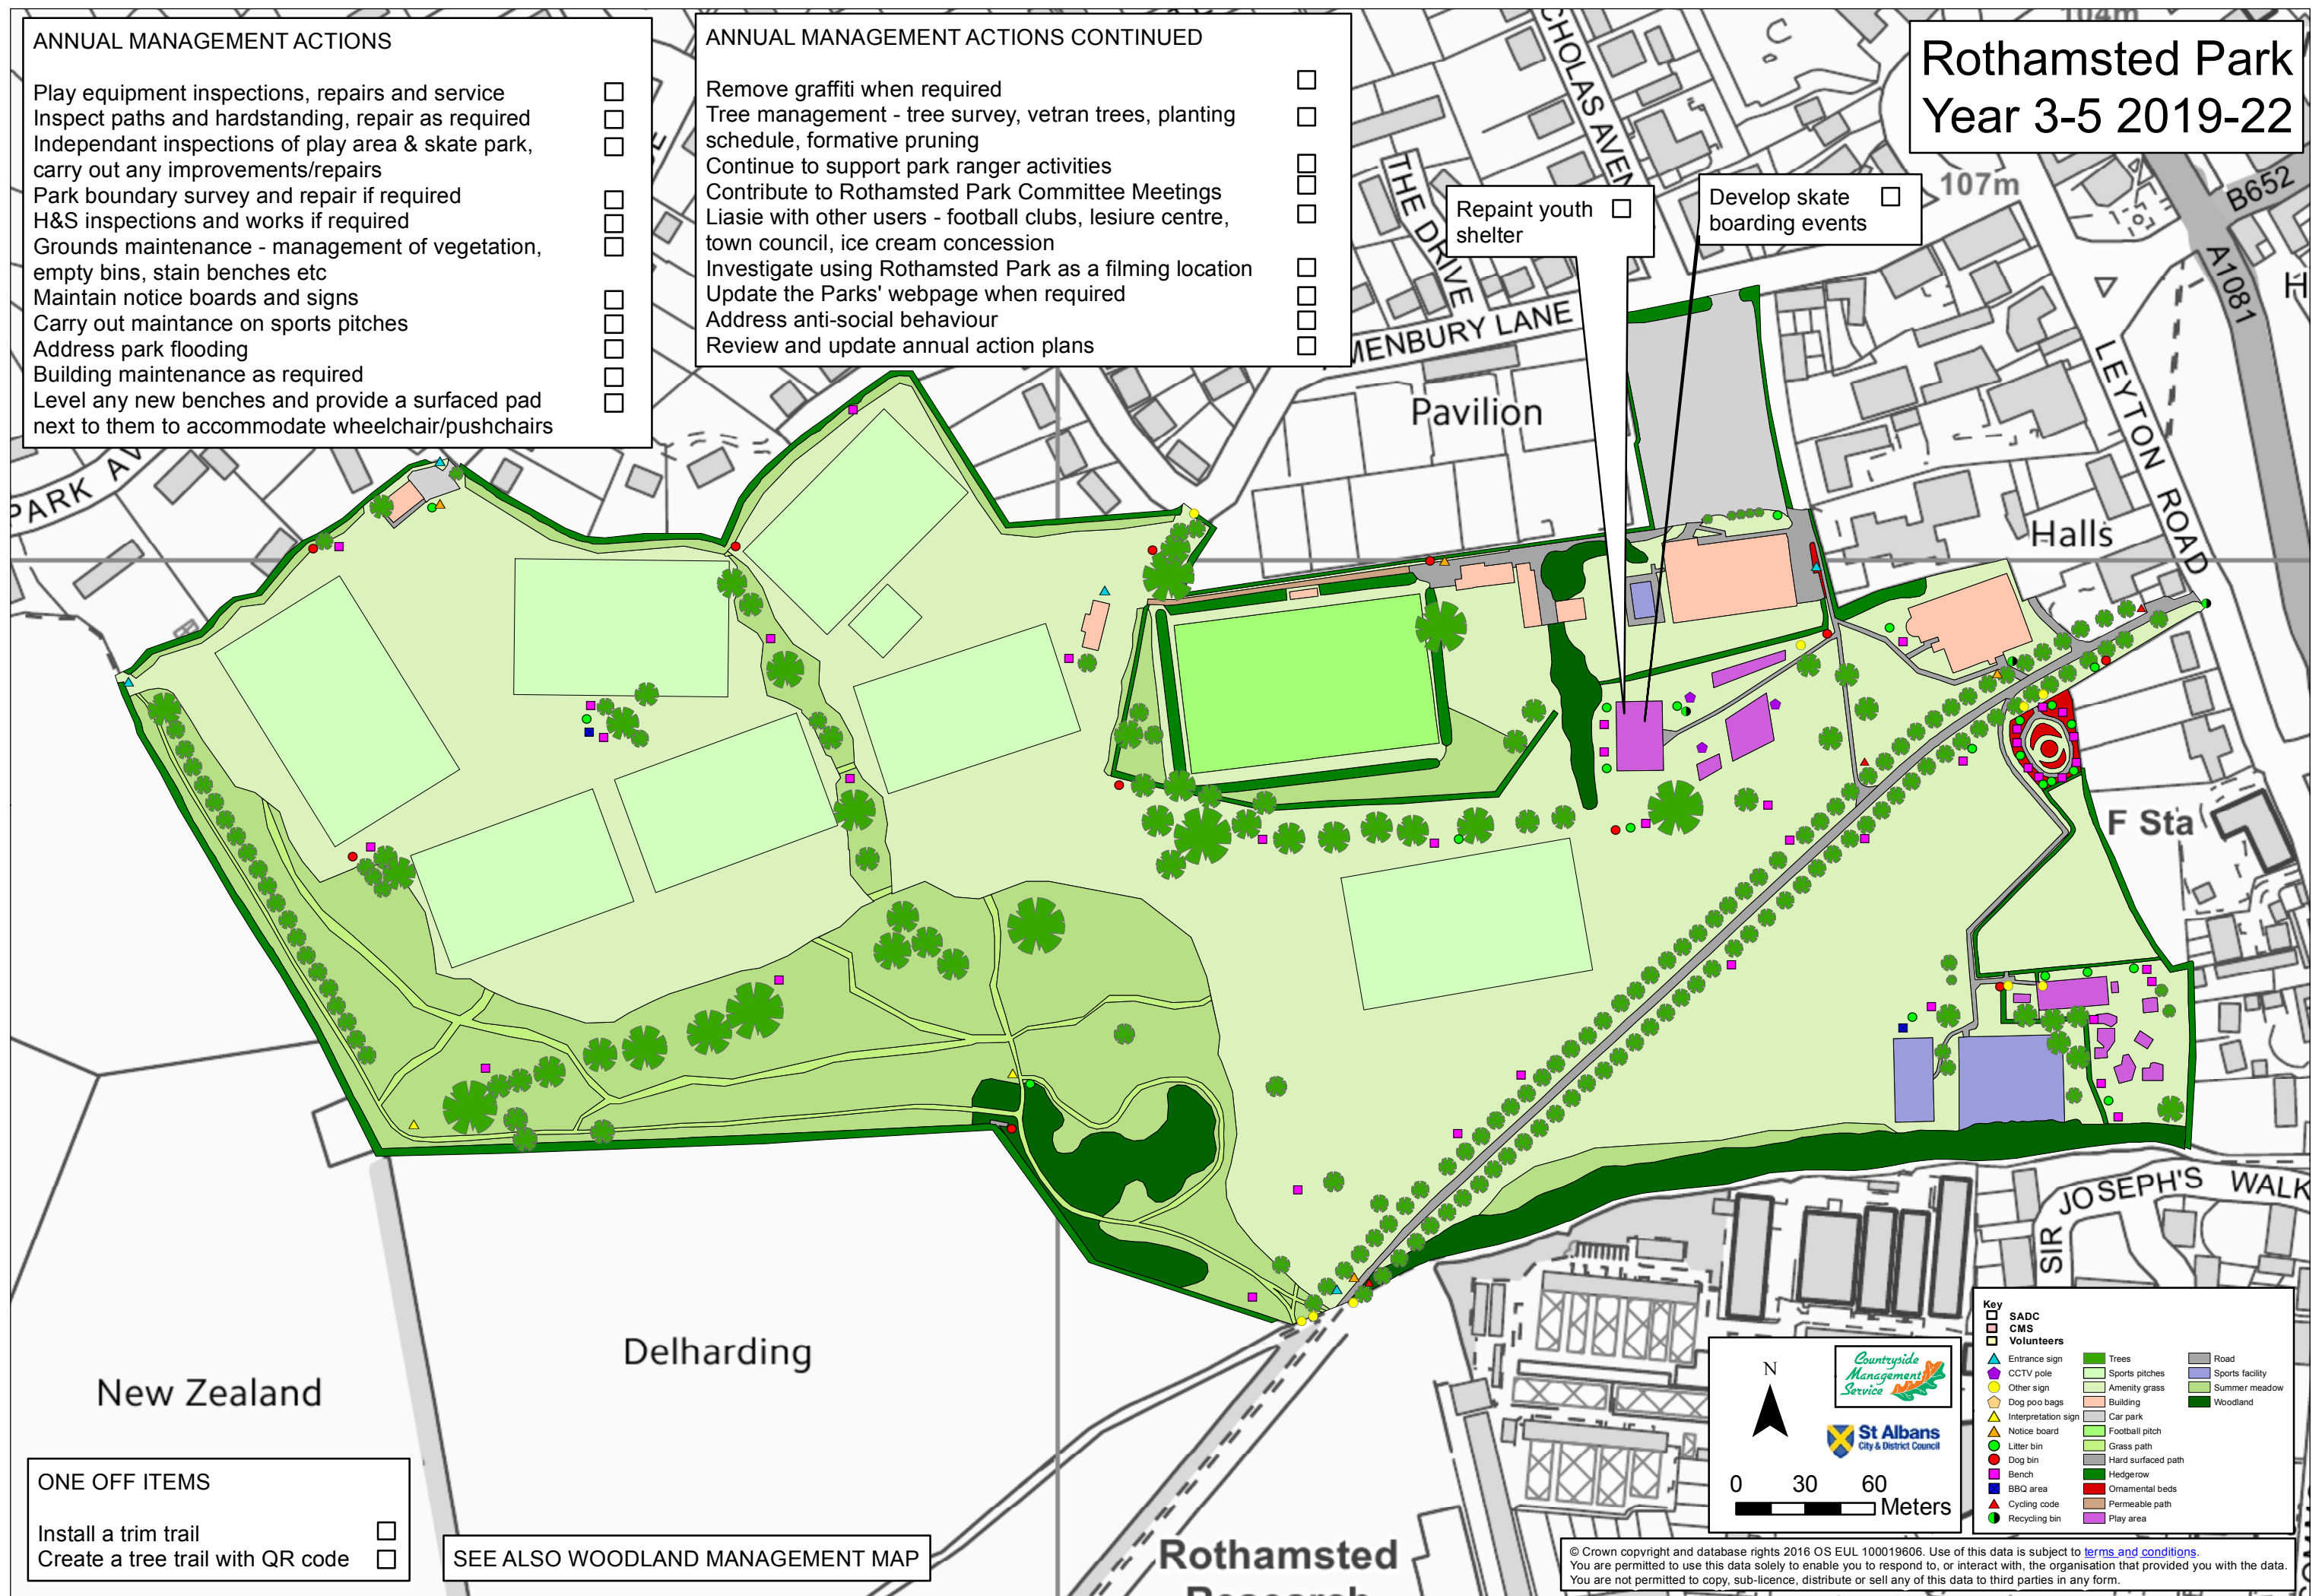 ANNUAL MANAGEMENT ACTIONS
Play equipment inspections, repairs and service
Inspect paths and hardstanding, repair as required
Independant inspections of play area & skate park,
carry out any improvements/repairs
Park boundary survey and repair if required
H&S inspections and works if required
Grounds maintenance - management of vegetation,
empty bins, stain benches etc
Maintain notice boards and signs
Carry out maintance on sports pitches
Address park flooding
Building maintenance as required
Level any new benches and provide a surfaced pad
next to them to accommodate wheelchair/pushchairs
ANNUAL MANAGEMENT ACTIONS CONTINUED
Remove graffiti when required
Tree management - tree survey, vetran trees, planting
schedule, formative pruning
Continue to support park ranger activities
Contribute to Rothamsted Park Committee Meetings
Liasie with other users - football clubs, lesiure centre,
town council, ice cream concession
Investigate using Rothamsted Park as a filming location
Update the Parks' webpage when required
Address anti-social behaviour
Review and update annual action plans
Rothamsted Park
Year 3-5 2019-22
104m
107m
B652
A1081
H
CHOLAS AVEN
THE DRIVE
MENBURY LANE
LEYTON ROAD
PARK AV
Repaint youth
shelter
Develop skate
boarding events
Pavilion
Halls
F Sta
SIR JOSEPH'S WALK
Delharding
New Zealand
Rothamsted
Research
ONE OFF ITEMS
Install a trim trail
Create a tree trail with QR code
SEE ALSO WOODLAND MANAGEMENT MAP
N
Countryside
Management
Service
St Albans
City & District Council
0 30 60
Meters
Key
SADC
CMS
Volunteers
Entrance sign
CCTV pole
Other sign
Dog poo bags
Interpretation sign
Notice board
Litter bin
Dog bin
Bench
BBQ area
Cycling code
Recycling bin
Trees
Sports pitches
Amenity grass
Building
Car park
Football pitch
Grass path
Hard surfaced path
Hedgerow
Ornamental beds
Permeable path
Play area
Road
Sports facility
Summer meadow
Woodland
© Crown copyright and database rights 2016 OS EUL 100019606. Use of this data is subject to terms and conditions.
You are permitted to use this data solely to enable you to respond to, or interact with, the organisation that provided you with the data.
You are not permitted to copy, sub-licence, distribute or sell any of this data to third parties in any form.